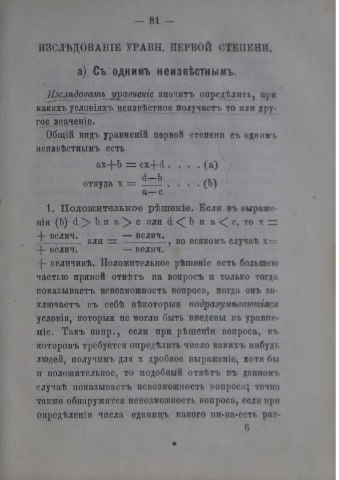 — 81 —
ИЗСЛѢДОВАНІЕ УРАВН. ПЕРВОЙ СТЕПЕНИ.
а) Съ однимъ неизвѣстнымъ.
Изслѣдовать уравненіе значитъ опредѣлить, при
какихъ условіяхъ неизвѣстное получаетъ то или дру-
гое значеніе.
Общій видъ уравненій первой степени съ однимъ
неизвѣстнымъ есть
ax+b = cx+d . . . . (a)
откуда x = d—b / a—c . . . . . (b)
1. Положительное рѣшеніе. Если въ выраже-
ніи (b) d > b и a > c или d < b и a < c, то x =
+ велич. / + велич. или = — велич. / — велич., во всякомъ случаѣ x=
+ величинѣ. Положительное рѣшеніе есть большею
частью прямой отвѣтъ на вопросъ и только тогда
показываетъ невозможность вопроса, когда онъ за-
ключаетъ въ себѣ нѣкоторыя подразумѣвающіяся
условія, которыя не могли быть введены въ уравне-
ніе. Такъ напр., если при рѣшеніи вопроса, въ
которомъ требуется опредѣлить число какихъ нибудь
людей, получимъ для x дробное выраженіе, хотя бы
и положительное, то подобный отвѣтъ въ данномъ
случаѣ показываетъ невозможность вопроса; точно
также обнаружится невозможность вопроса, если при
опредѣленіи числа единицъ какого ни-на-есть раз-
6
*